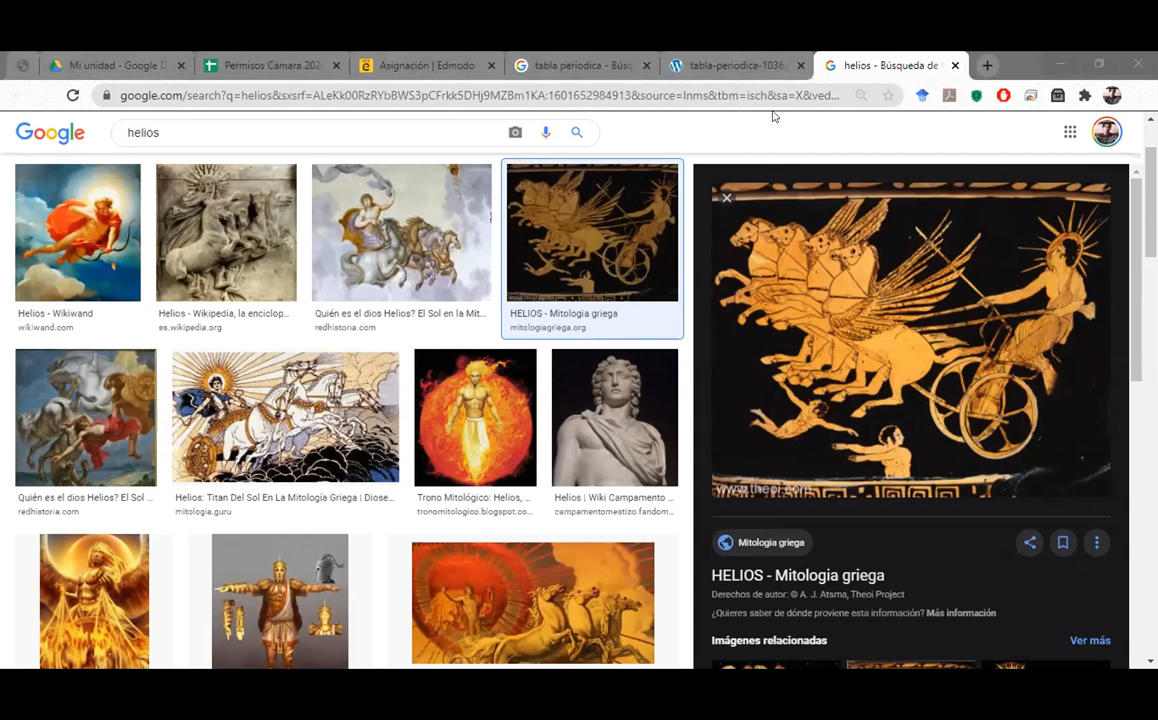 Mi unidad - Google D
Permisos Cámara 202
Asignación | Edmodo
tabla periodica - Búsq
tabla-periodica-1036
helios - Búsqueda de
google.com/search?q=helios&sxsrf=ALeKk00RzRYbBWS3pCFrkk5DHj9MZBm1KA:1601652984913&source=lnms&tbm=isch&sa=X&ved...
Google
helios
Helios - Wikiwand
wikiwand.com
Helios - Wikipedia, la enciclop...
es.wikipedia.org
Quién es el dios Helios? El Sol en la Mit...
redhistoria.com
HELIOS - Mitologia griega
mitologiagriega.org
Quién es el dios Helios? El Sol ...
redhistoria.com
Helios: Titan Del Sol En La Mitología Griega | Diose...
mitologia.guru
Trono Mitológico: Helios, ...
tronomitologico.blogspot.co...
Helios | Wiki Campamento ...
campamentomestizo.fandom...
www.theoi.com
Mitologia griega
HELIOS - Mitologia griega
Derechos de autor: © A. J. Atsma, Theoi Project
¿Quieres saber de dónde proviene esta información? Más información
Imágenes relacionadas
Ver más